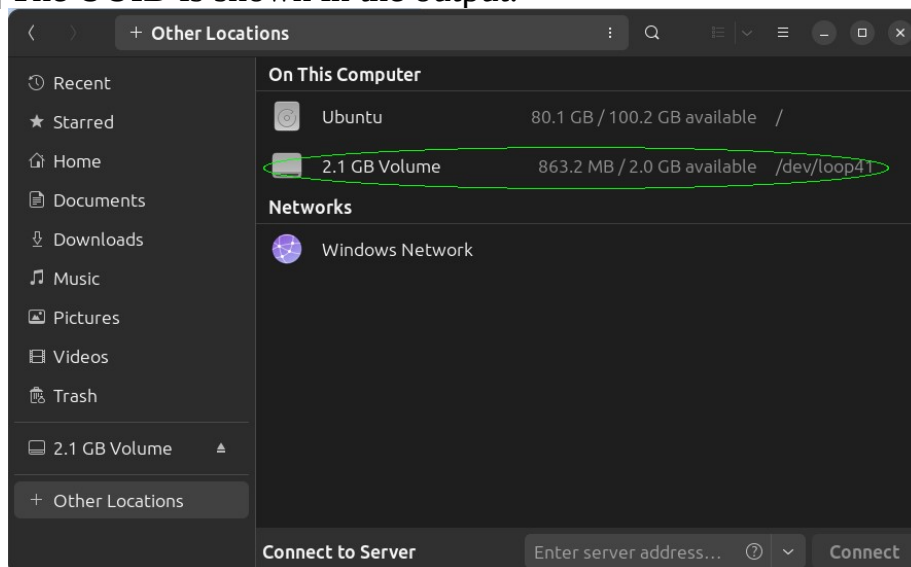 The UUID is shown in the output.
+ Other Locations
Recent
Starred
Home
Documents
Downloads
Music
Pictures
Videos
Trash
2.1 GB Volume
+ Other Locations
On This Computer
Ubuntu 80.1 GB / 100.2 GB available /
2.1 GB Volume 863.2 MB / 2.0 GB available /dev/loop41
Networks
Windows Network
Connect to Server Enter server address... Connect